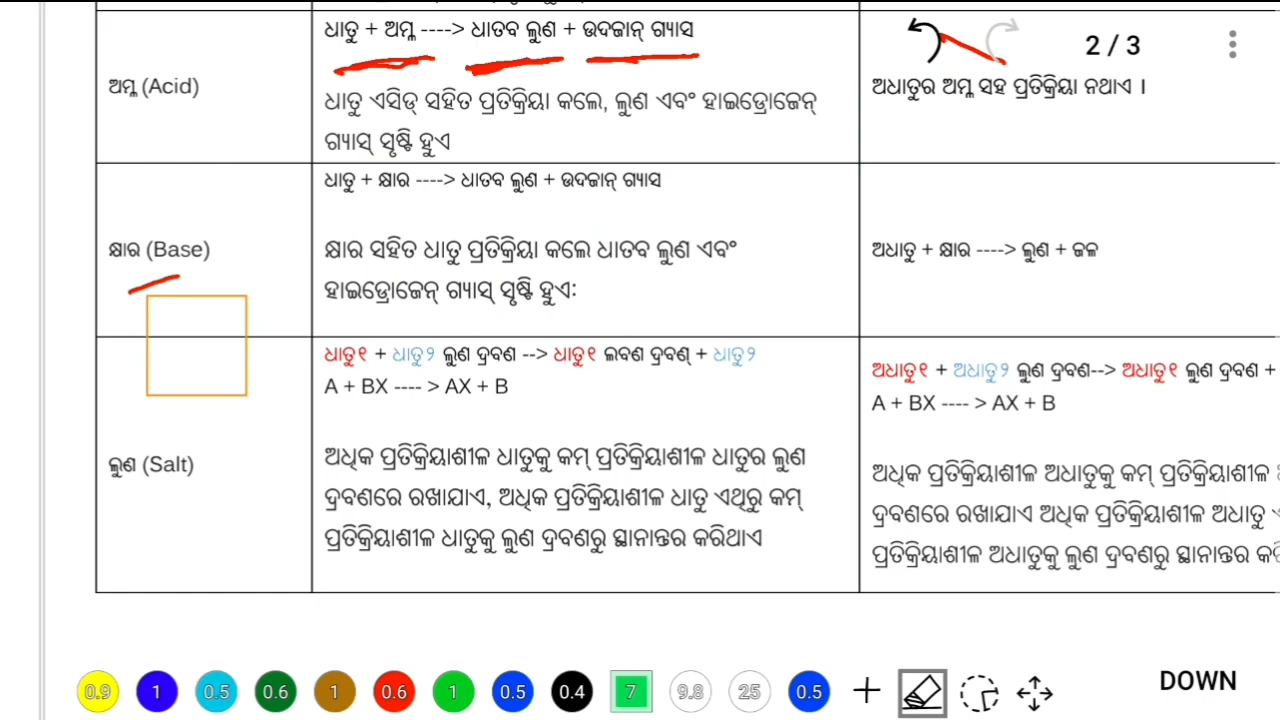 ଧାତୁ + ଅମ୍ଳ ----> ଧାତବ ଲୁଣ + ଉଦଜାନ୍ ଗ୍ୟାସ
2 / 3
ଅମ୍ଳ (Acid)
ଧାତୁ ଏସିଡ୍ ସହିତ ପ୍ରତିକ୍ରିୟା କଲେ, ଲୁଣ ଏବଂ ହାଇଡ୍ରୋଜେନ୍
ଗ୍ୟାସ୍ ସୃଷ୍ଟି ହୁଏ
ଅଧାତୁର ଅମ୍ଳ ସହ ପ୍ରତିକ୍ରିୟା ନଥାଏ ।
କ୍ଷାର (Base)
ଧାତୁ + କ୍ଷାର ----> ଧାତବ ଲୁଣ + ଉଦଜାନ୍ ଗ୍ୟାସ
କ୍ଷାର ସହିତ ଧାତୁ ପ୍ରତିକ୍ରିୟା କଲେ ଧାତବ ଲୁଣ ଏବଂ
ହାଇଡ୍ରୋଜେନ୍ ଗ୍ୟାସ୍ ସୃଷ୍ଟି ହୁଏ:
ଅଧାତୁ + କ୍ଷାର ----> ଲୁଣ + ଜଳ
ଲୁଣ (Salt)
ଧାତୁ୧ + ଧାତୁ୨ ଲୁଣ ଦ୍ରବଣ --> ଧାତୁ୧ ଲବଣ ଦ୍ରବଣ୍ + ଧାତୁ୨
A + BX ---- > AX + B
ଅଧିକ ପ୍ରତିକ୍ରିୟାଶୀଳ ଧାତୁକୁ କମ୍ ପ୍ରତିକ୍ରିୟାଶୀଳ ଧାତୁର ଲୁଣ
ଦ୍ରବଣରେ ରଖାଯାଏ, ଅଧିକ ପ୍ରତିକ୍ରିୟାଶୀଳ ଧାତୁ ଏଥିରୁ କମ୍
ପ୍ରତିକ୍ରିୟାଶୀଳ ଧାତୁକୁ ଲୁଣ ଦ୍ରବଣରୁ ସ୍ଥାନାନ୍ତର କରିଥାଏ
ଅଧାତୁ୧ + ଅଧାତୁ୨ ଲୁଣ ଦ୍ରବଣ--> ଅଧାତୁ୧ ଲୁଣ ଦ୍ରବଣ +
A + BX ---- > AX + B
ଅଧିକ ପ୍ରତିକ୍ରିୟାଶୀଳ ଅଧାତୁକୁ କମ୍ ପ୍ରତିକ୍ରିୟାଶୀଳ
ଦ୍ରବଣରେ ରଖାଯାଏ ଅଧିକ ପ୍ରତିକ୍ରିୟାଶୀଳ ଅଧାତୁ
ପ୍ରତିକ୍ରିୟାଶୀଳ ଅଧାତୁକୁ ଲୁଣ ଦ୍ରବଣରୁ ସ୍ଥାନାନ୍ତର
0.9 1 0.5 0.6 1 0.6 1 0.5 0.4 7 9.8 25 0.5
DOWN